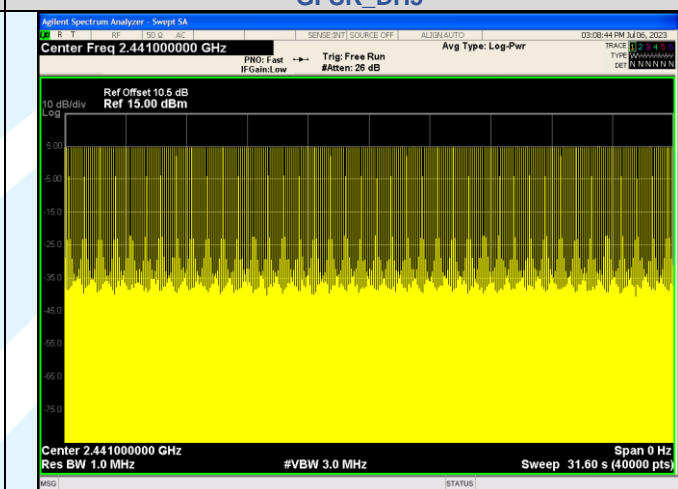 Agilent Spectrum Analyzer - Swept SA
R T RF 50 Ω AC SENSE:INT SOURCE OFF ALIGN AUTO 03:08:44 PM Jul 06, 2023
Center Freq 2.441000000 GHz
PNO: Fast
IFGain:Low
Trig: Free Run
#Atten: 26 dB
Avg Type: Log-Pwr
TRACE 1 2 3 4 5 6
TYPE
DET N N N N N N
10 dB/div
Log
Ref Offset 10.5 dB
Ref 15.00 dBm
5.00
-5.00
-15.0
-25.0
-35.0
-45.0
-55.0
-65.0
-75.0
Center 2.441000000 GHz
Span 0 Hz
Res BW 1.0 MHz
#VBW 3.0 MHz
Sweep 31.60 s (40000 pts)
MSG
STATUS